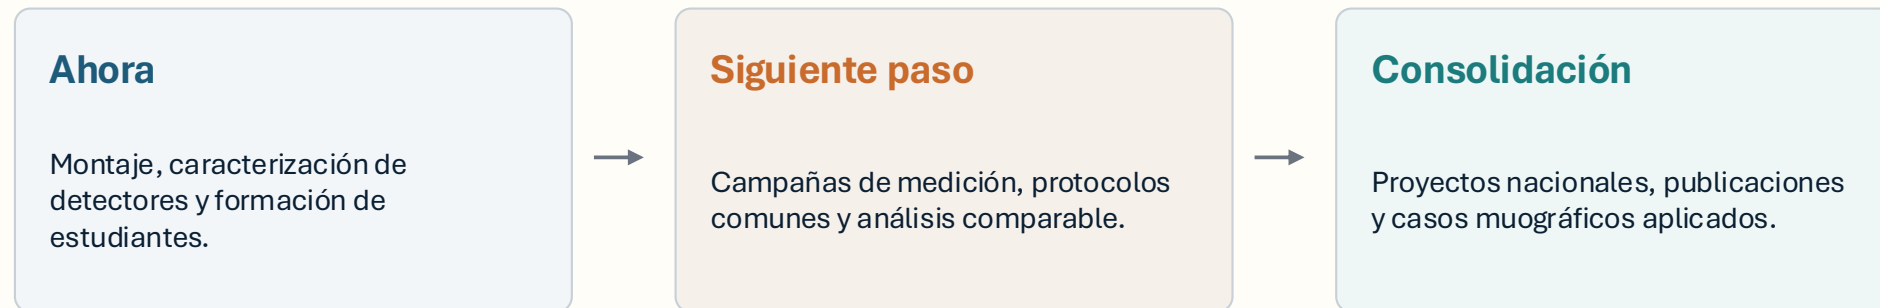 Ahora
Montaje, caracterización de
detectores y formación de
estudiantes.
Siguiente paso
Campañas de medición, protocolos
comunes y análisis comparable.
Consolidación
Proyectos nacionales, publicaciones
y casos muográficos aplicados.